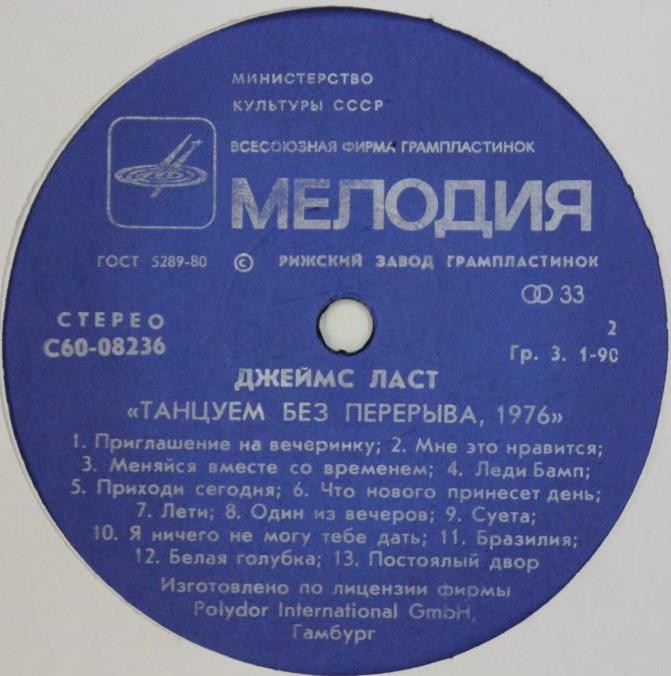 МИНИСТЕРСТВО
КУЛЬТУРЫ СССР
ВСЕСОЮЗНАЯ ФИРМА ГРАМПЛАСТИНОК
МЕЛОДИЯ
ГОСТ 5289-80 © РИЖСКИЙ ЗАВОД ГРАМПЛАСТИНОК
33
СТЕРЕО
2
С60-08236
Гр. 3. 1-90
ДЖЕЙМС ЛАСТ
«ТАНЦУЕМ БЕЗ ПЕРЕРЫВА, 1976»
1. Приглашение на вечеринку; 2. Мне это нравится;
3. Меняйся вместе со временем; 4. Леди Бамп;
5. Приходи сегодня; 6. Что нового принесет день;
7. Лети; 8. Один из вечеров; 9. Суета;
10. Я ничего не могу тебе дать; 11. Бразилия;
12. Белая голубка; 13. Постоялый двор
Изготовлено по лицензии фирмы
Polydor International GmbH,
Гамбург